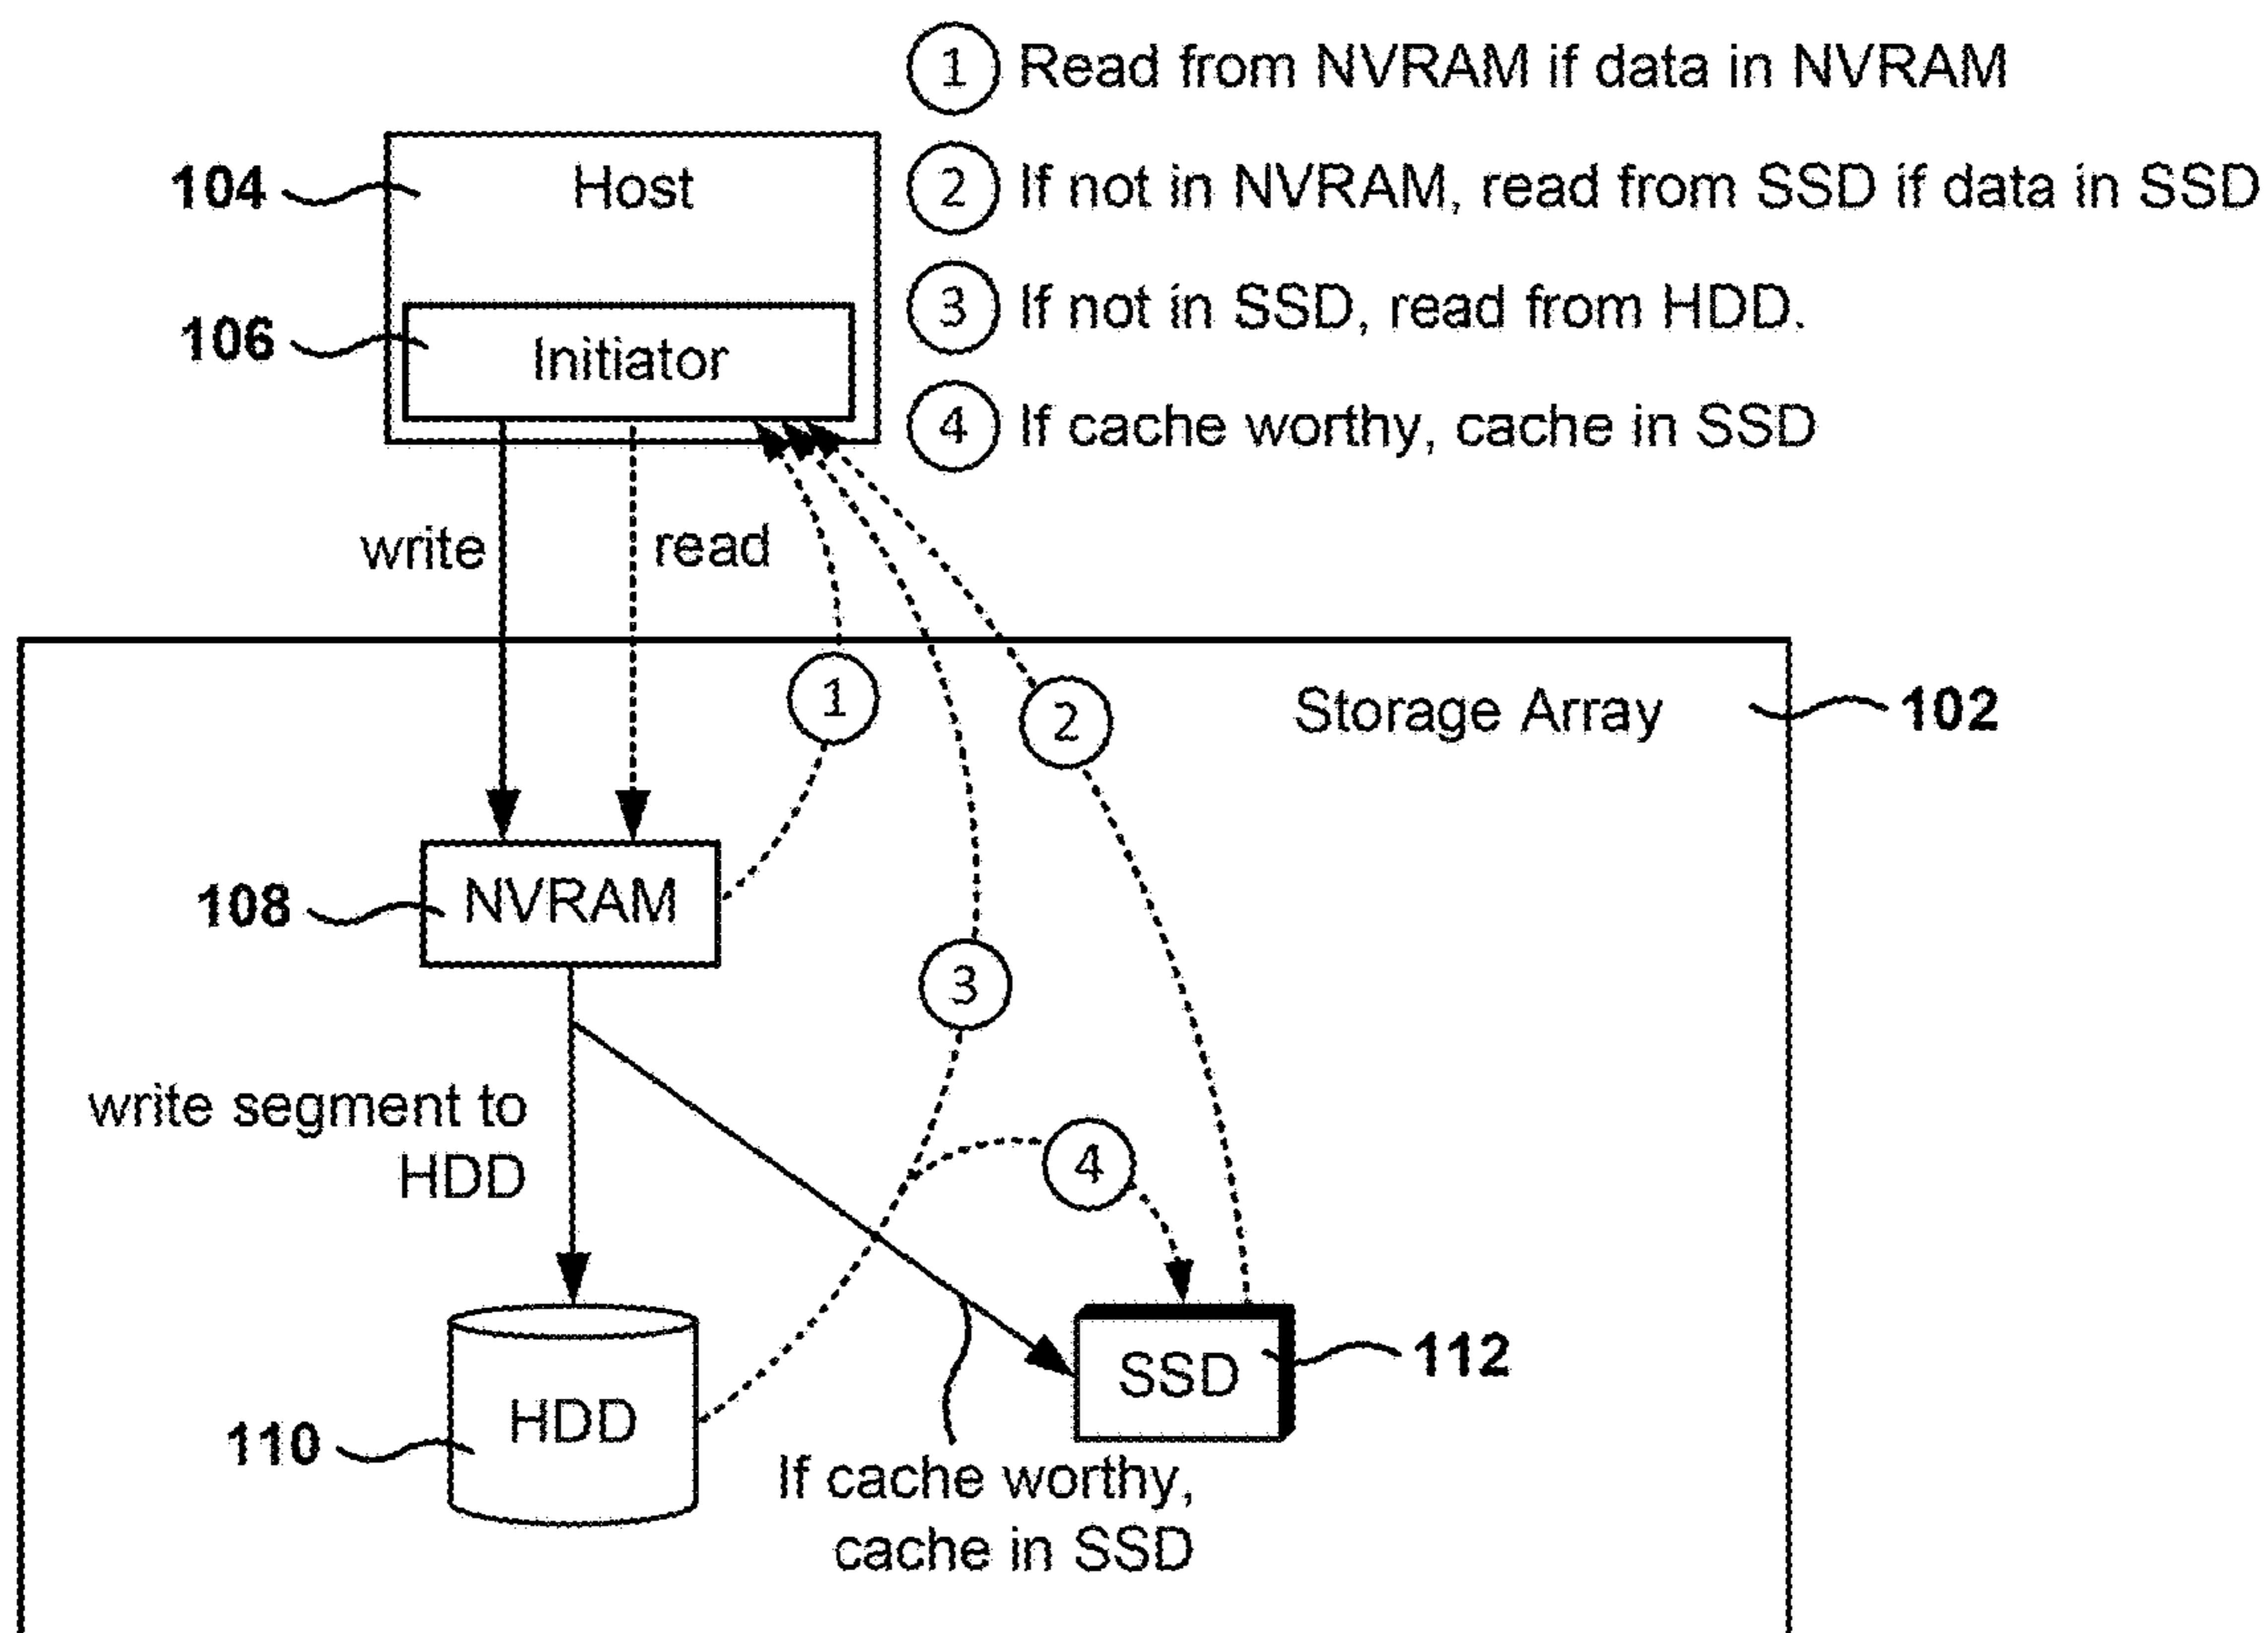 ① Read from NVRAM if data in NVRAM
② If not in NVRAM, read from SSD if data in SSD
③ If not in SSD, read from HDD.
④ If cache worthy, cache in SSD
104
Host
106
Initiator
write
read
1
2
Storage Array
102
108
NVRAM
3
write segment to
HDD
4
110
HDD
SSD
112
If cache worthy,
cache in SSD